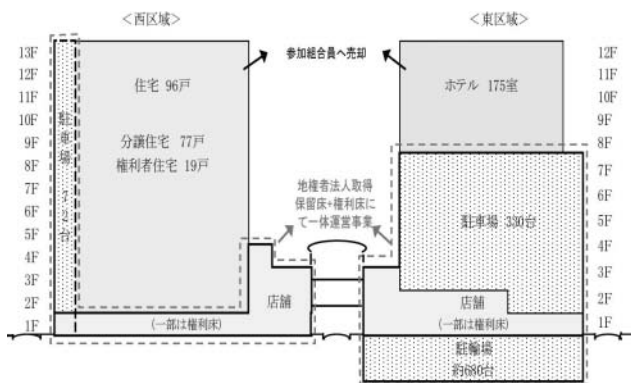 <西区域>
<東区域>
13F
12F
11F
10F
9F
8F
7F
6F
5F
4F
3F
2F
1F
駐車場 72台
住宅 96戸
分譲住宅 77戸
権利者住宅 19戸
参加組合員へ売却
地権者法人取得
保留床+権利床に
て一体運営事業
店舗
(一部は権利床)
ホテル 175室
駐車場 330台
店舗
(一部は権利床)
駐輪場
約680台
12F
11F
10F
9F
8F
7F
6F
5F
4F
3F
2F
1F